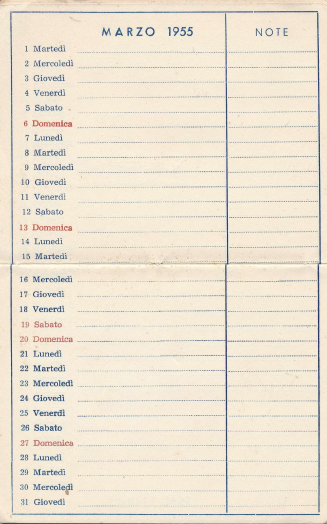 MARZO 1955 NOTE
1 Martedì
2 Mercoledì
3 Giovedì
4 Venerdì
5 Sabato
6 Domenica
7 Lunedì
8 Martedì
9 Mercoledì
10 Giovedì
11 Venerdì
12 Sabato
13 Domenica
14 Lunedì
15 Martedì
16 Mercoledì
17 Giovedì
18 Venerdì
19 Sabato
20 Domenica
21 Lunedì
22 Martedì
23 Mercoledì
24 Giovedì
25 Venerdì
26 Sabato
27 Domenica
28 Lunedì
29 Martedì
30 Mercoledì
31 Giovedì